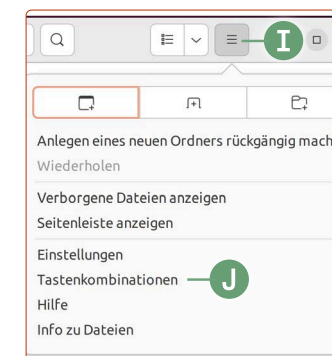 I
Anlegen eines neuen Ordners rückgängig mach
Wiederholen
Verborgene Dateien anzeigen
Seitenleiste anzeigen
Einstellungen
Tastenkombinationen J
Hilfe
Info zu Dateien